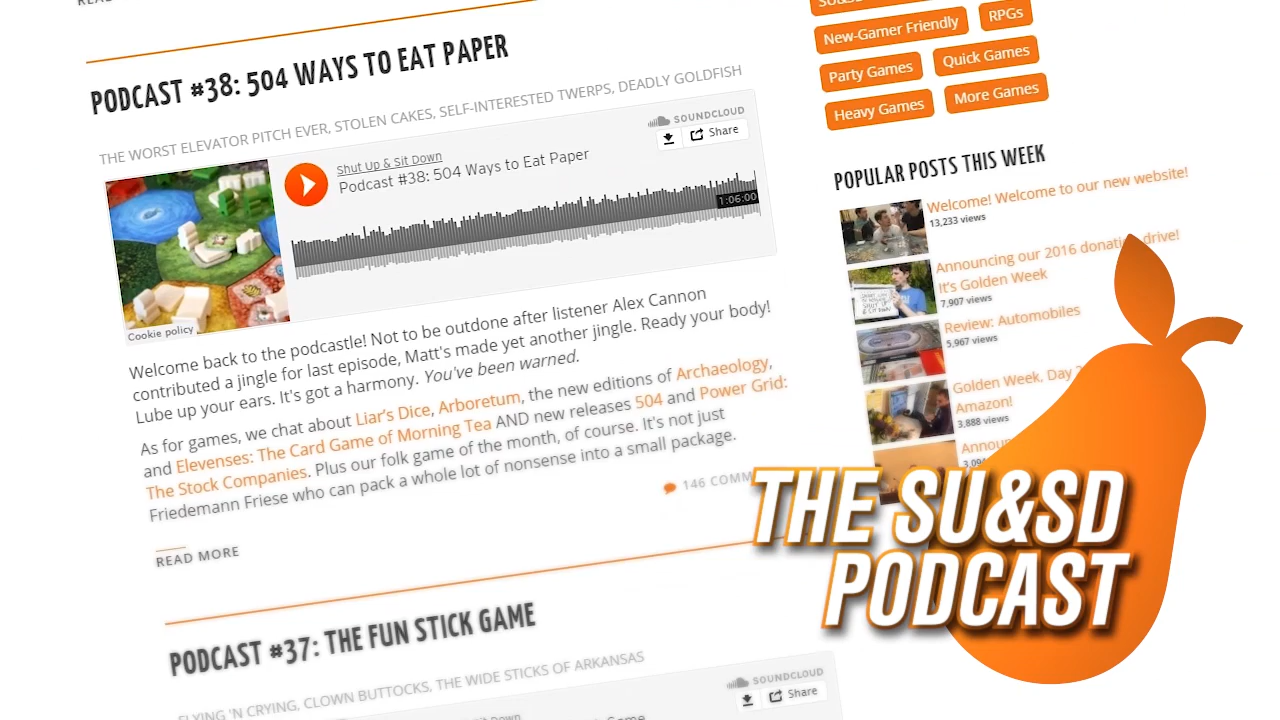 READ
PODCAST #38: 504 WAYS TO EAT PAPER
THE WORST ELEVATOR PITCH EVER, STOLEN CAKES, SELF-INTERESTED TWERPS, DEADLY GOLDFISH
SOUNDCLOUD
Share
Shut Up & Sit Down
Podcast #38: 504 Ways to Eat Paper
1:06:00
Cookie policy
Welcome back to the podcastle! Not to be outdone after listener Alex Cannon
contributed a jingle for last episode, Matt's made yet another jingle. Ready your body!
Lube up your ears. It's got a harmony. You've been warned.
As for games, we chat about Liar's Dice, Arboretum, the new editions of Archaeology,
and Elevenses: The Card Game of Morning Tea AND new releases 504 and Power Grid:
The Stock Companies. Plus our folk game of the month, of course. It's not just
Friedemann Friese who can pack a whole lot of nonsense into a small package.
146 COMM
READ MORE
PODCAST #37: THE FUN STICK GAME
FLYING 'N CRYING, CLOWN BUTTOCKS, THE WIDE STICKS OF ARKANSAS
SOUNDCLOUD
Share
New-Gamer Friendly
RPGs
Party Games
Quick Games
Heavy Games
More Games
POPULAR POSTS THIS WEEK
Welcome! Welcome to our new website!
13,233 views
Announcing our 2016 donation drive!
It's Golden Week
7,907 views
Review: Automobiles
5,967 views
Golden Week, Day
Amazon!
3,888 views
THE SU&SD
PODCAST